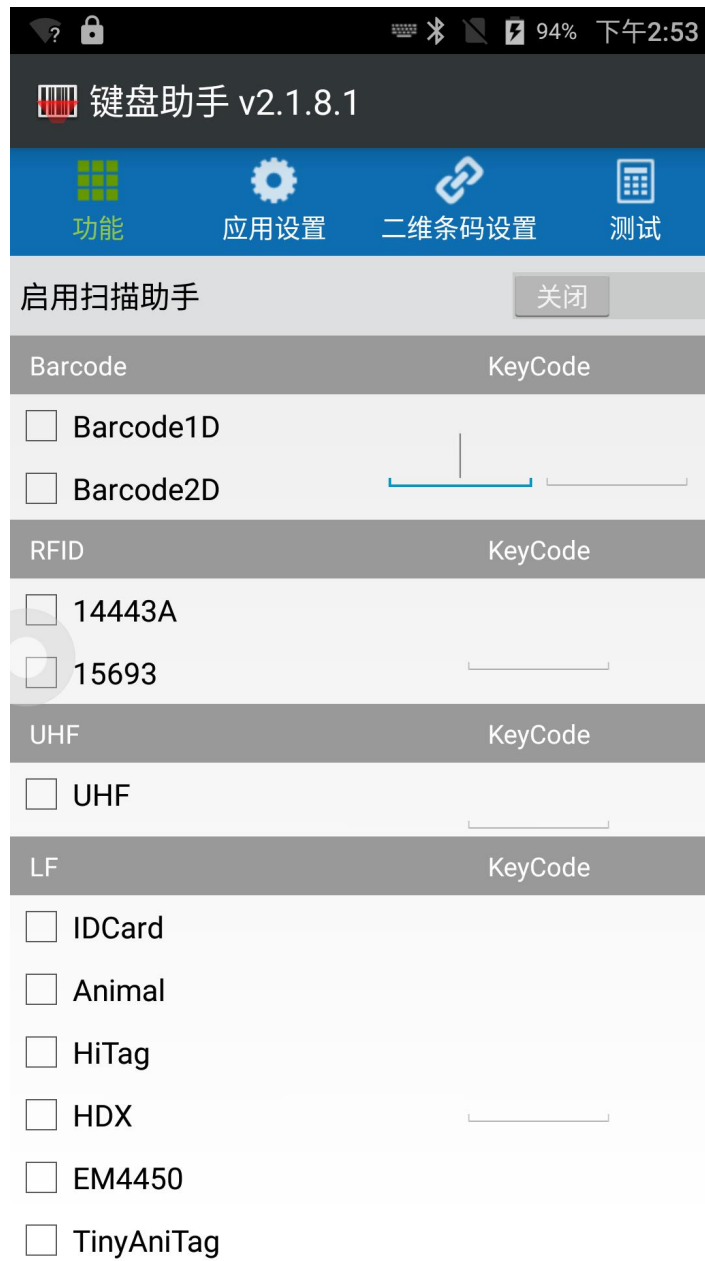 ? 94% 下午2:53
键盘助手 v2.1.8.1
功能 应用设置 二维条码设置 测试
启用扫描助手 关闭
Barcode KeyCode
Barcode1D
Barcode2D
RFID KeyCode
14443A
15693
UHF KeyCode
UHF
LF KeyCode
IDCard
Animal
HiTag
HDX
EM4450
TinyAniTag